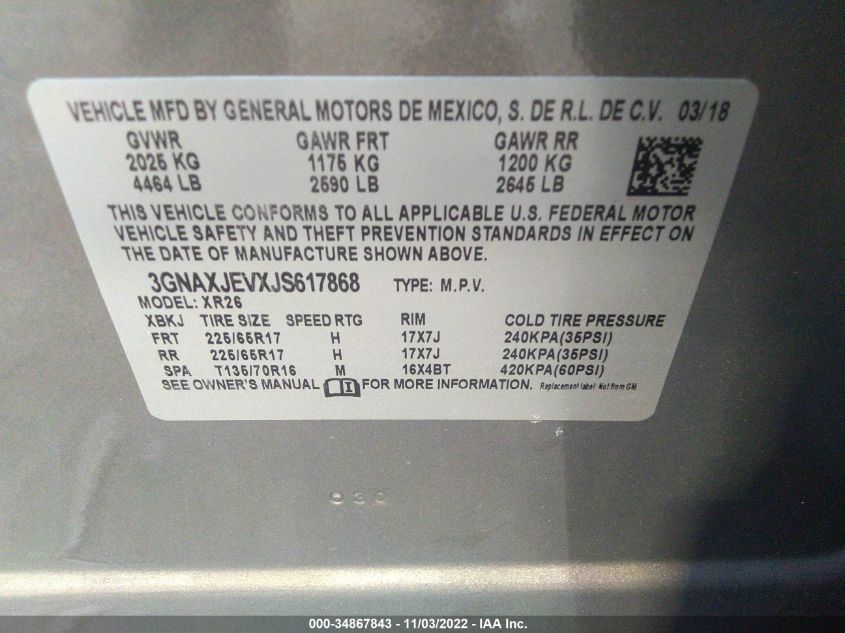 VEHICLE MFD BY GENERAL MOTORS DE MEXICO, S. DE R.L. DE C.V. 03/18
GVWR GAWR FRT GAWR RR
2025 KG 1175 KG 1200 KG
4464 LB 2590 LB 2645 LB
THIS VEHICLE CONFORMS TO ALL APPLICABLE U.S. FEDERAL MOTOR
VEHICLE SAFETY AND THEFT PREVENTION STANDARDS IN EFFECT ON
THE DATE OF MANUFACTURE SHOWN ABOVE.
3GNAXJEVXJS617868 TYPE: M.P.V.
MODEL: XR26
XBKJ TIRE SIZE SPEED RTG RIM COLD TIRE PRESSURE
FRT 225/65R17 H 17X7J 240KPA(35PSI)
RR 225/65R17 H 17X7J 240KPA(35PSI)
SPA T135/70R16 M 16X4BT 420KPA(60PSI)
SEE OWNER'S MANUAL FOR MORE INFORMATION. Replacement label: Not from GM
000-34867843 - 11/03/2022 - IAA Inc.